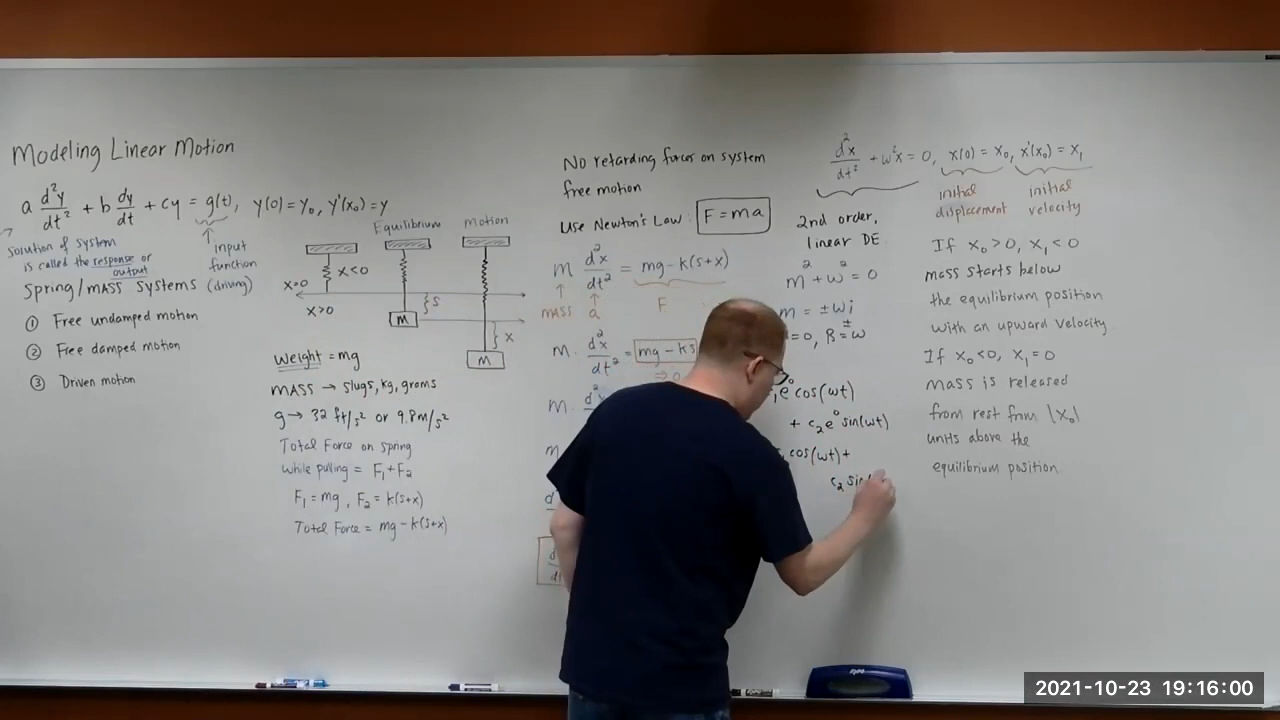 Modeling Linear Motion
a d²y/dt² + b dy/dt + cy = g(t), y(0) = y₀, y'(x₀) = y
solution of system
is called the response or
output
input
function
(driving)
Spring/mass systems
① Free undamped motion
② Free damped motion
③ Driven motion
Equilibrium
Motion
x<0
x=0
x>0
S
M
x
M
Weight = mg
Mass → slugs, kg, grams
g → 32 ft/s² or 9.8 m/s²
Total Force on spring
while pulling = F₁+F₂
F₁ = mg, F₂ = k(s+x)
Total Force = mg - k(s+x)
No retarding forces on system
free motion
Use Newton's Law: F = ma
m d²x/dt² = mg - k(s+x)
mass a F
m · d²x/dt² = mg - ks
⇒ 0
m ·
d²x/dt² + ω²x = 0, x(0) = x₀, x'(x₀) = x₁
initial
displacement
initial
velocity
2nd order,
linear DE
m² + ω² = 0
m = ±ωi
=0, β = ±ω
e⁰ cos(ωt)
+ c₂e⁰ sin(ωt)
cos(ωt) +
c₂ sin
If x₀ > 0, x₁ < 0
mass starts below
the equilibrium position
with an upward velocity
If x₀ < 0, x₁ = 0
mass is released
from rest from |x₀|
units above the
equilibrium position
EXPO
2021-10-23 19:16:00